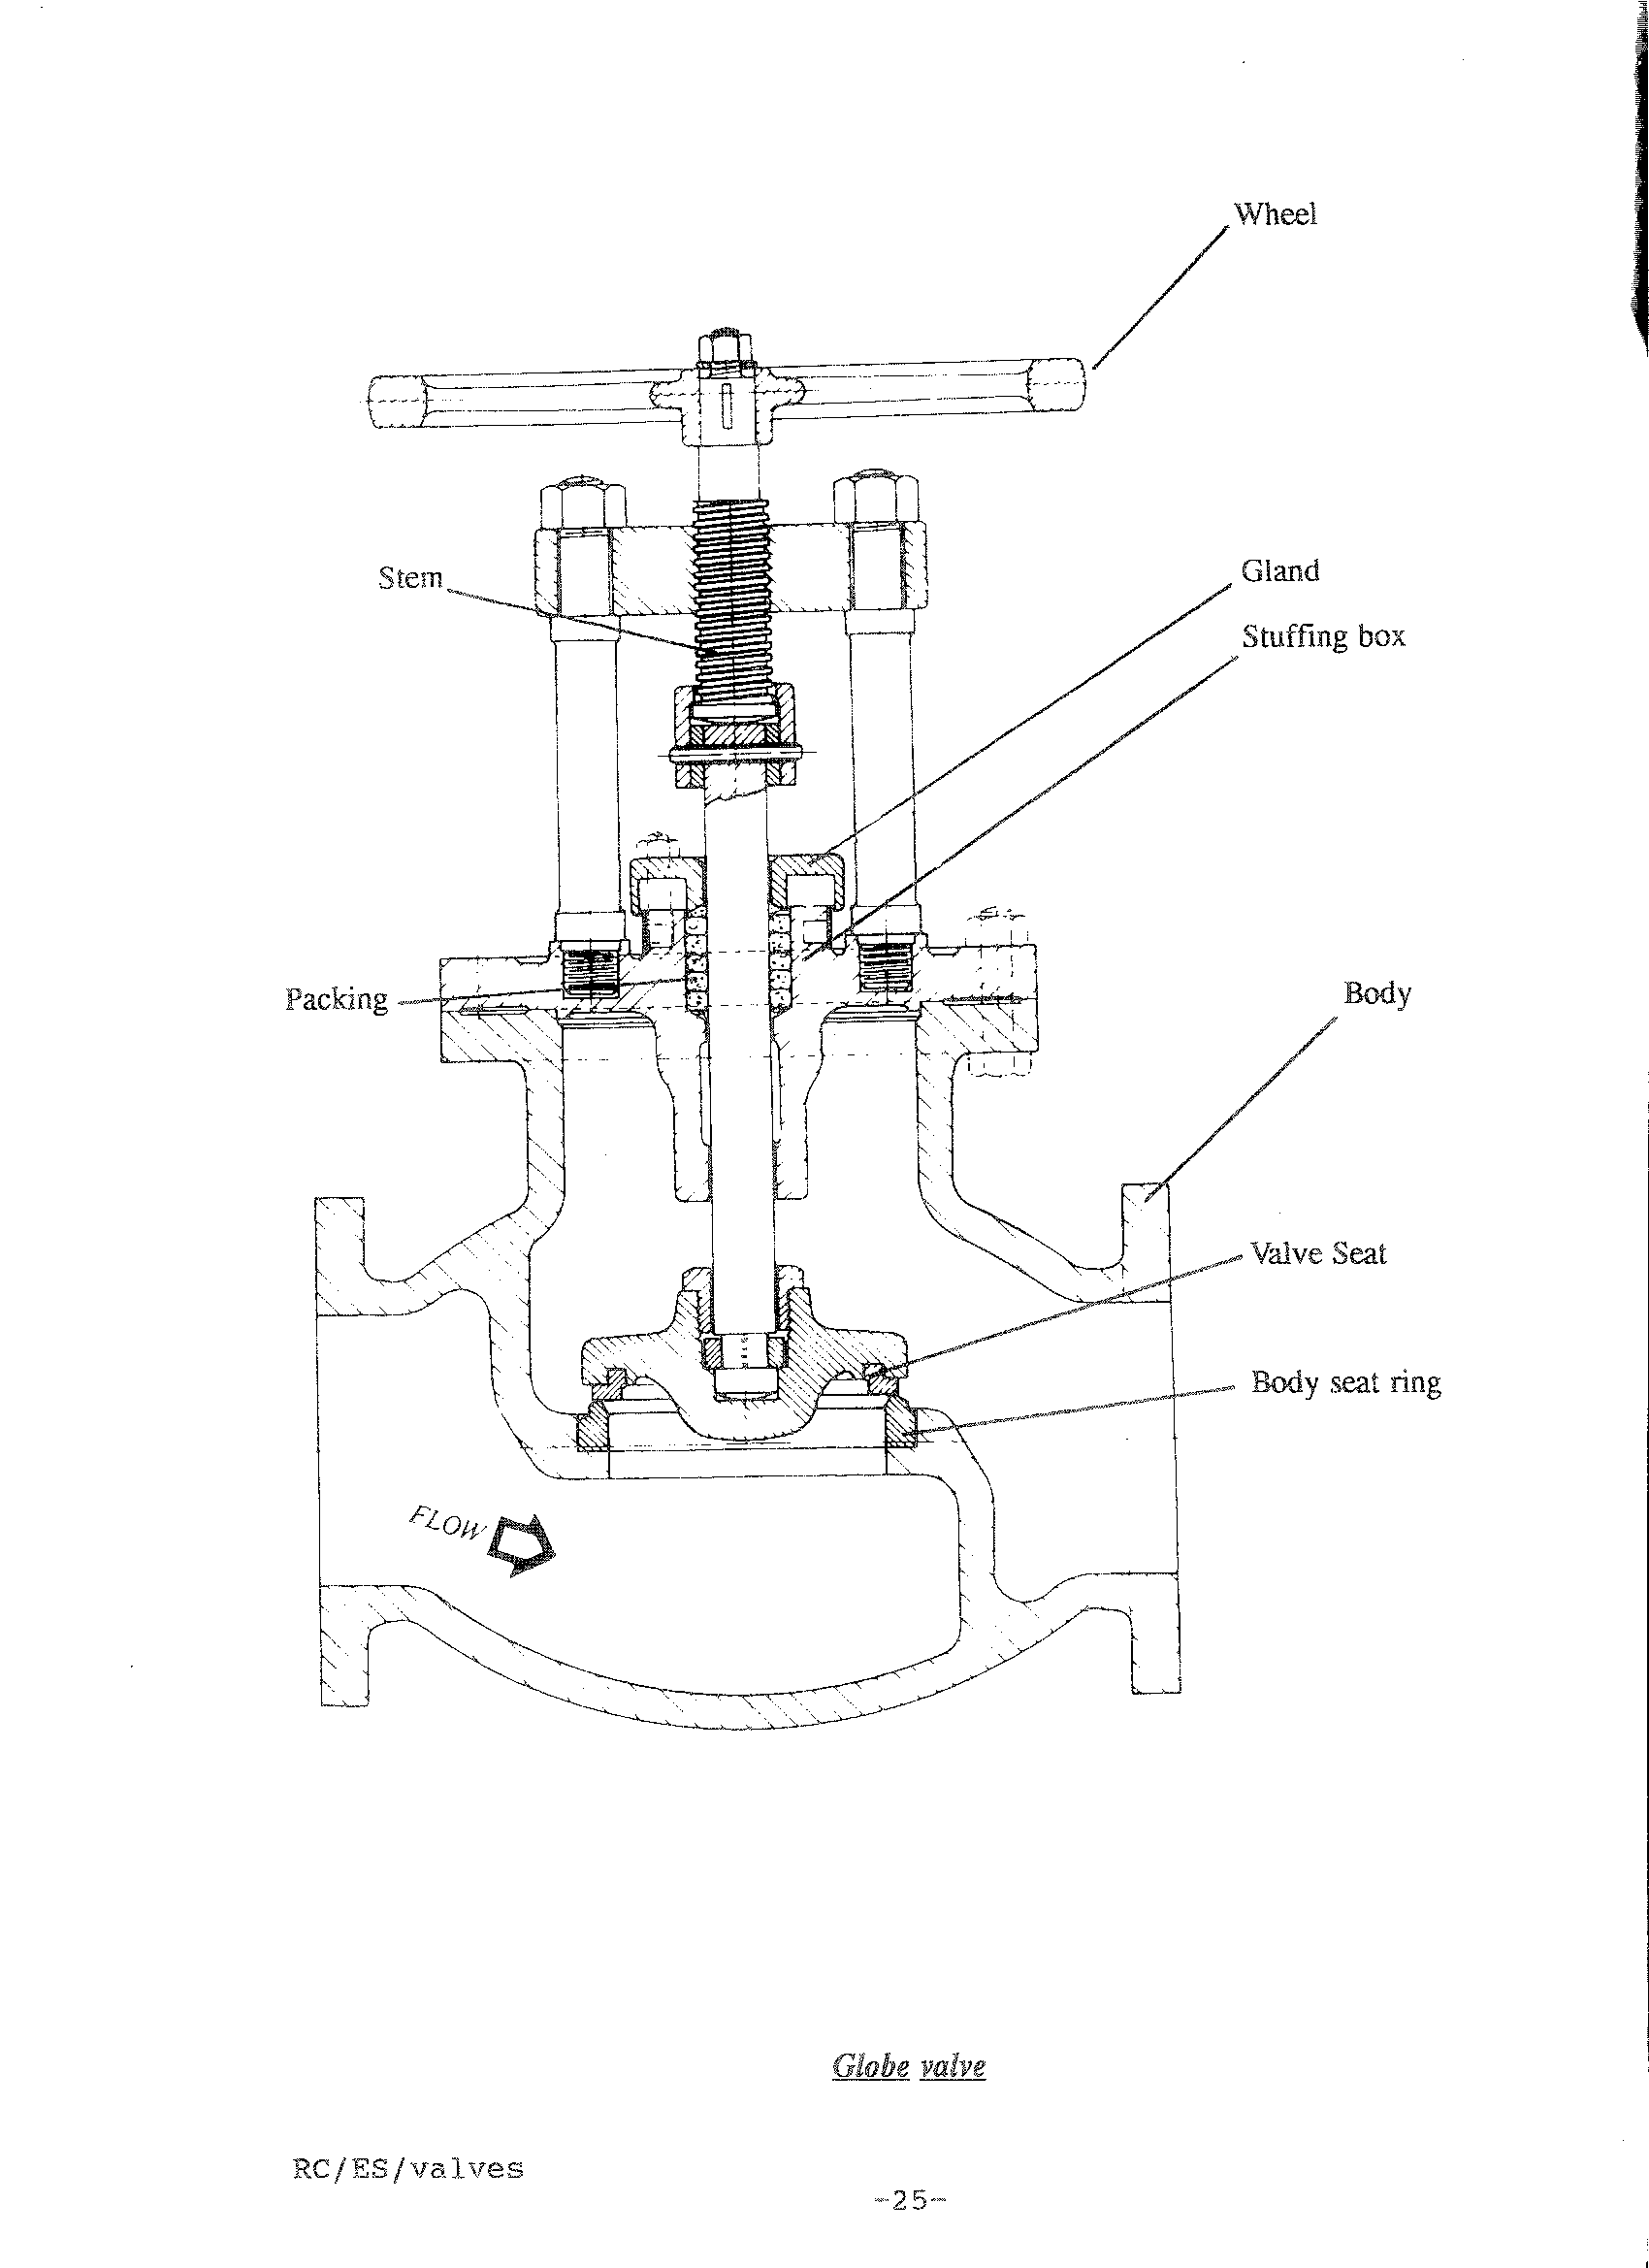 Wheel
Stem
Gland
Stuffing box
Packing
Body
Valve Seat
Body seat ring
FLOW
Globe valve
RC/ES/valves
-25-